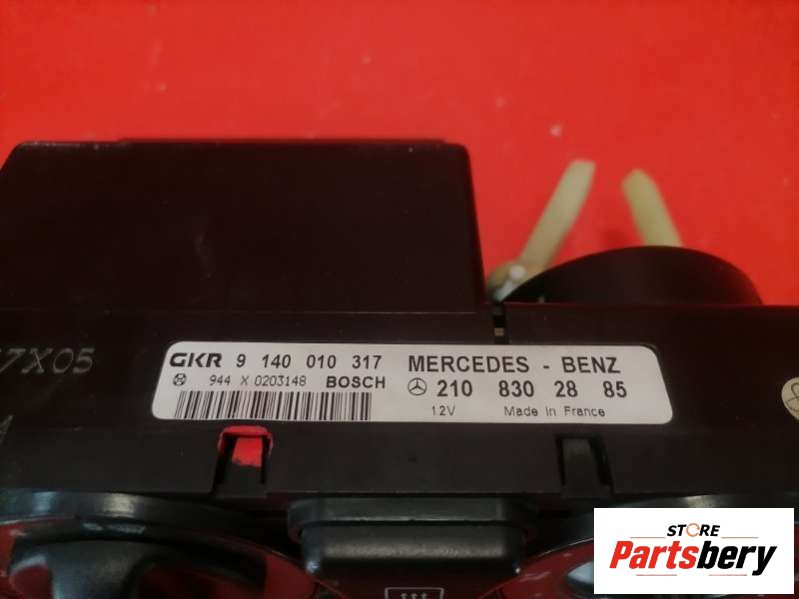 7X05
GKR 9 140 010 317 MERCEDES - BENZ
944 X 0203148 BOSCH 210 830 28 85
12V Made In France
STORE
Partsbery